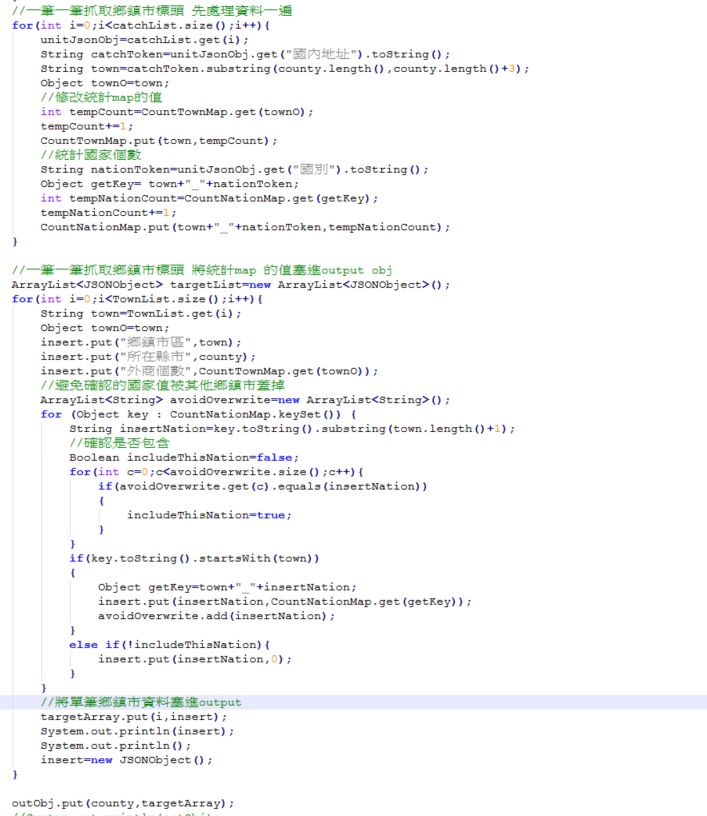 //一筆一筆抓取鄉鎮市標頭 先處理資料一遍
for(int i=0;i<catchList.size();i++){
unitJsonObj=catchList.get(i);
String catchToken=unitJsonObj.get("國內地址").toString();
String town=catchToken.substring(county.length(),county.length()+3);
Object townO=town;
//修改統計map的值
int tempCount=CountTownMap.get(townO);
tempCount+=1;
CountTownMap.put(town,tempCount);
//統計國家個數
String nationToken=unitJsonObj.get("國別").toString();
Object getKey= town+"_"+nationToken;
int tempNationCount=CountNationMap.get(getKey);
tempNationCount+=1;
CountNationMap.put(town+"_"+nationToken,tempNationCount);
}
//一筆一筆抓取鄉鎮市標頭 將統計map 的值塞進output obj
ArrayList<JSONObject> targetList=new ArrayList<JSONObject>();
for(int i=0;i<TownList.size();i++){
String town=TownList.get(i);
Object townO=town;
insert.put("鄉鎮市區",town);
insert.put("所在縣市",county);
insert.put("外商個數",CountTownMap.get(townO));
//避免確認的國家值被其他鄉鎮市蓋掉
ArrayList<String> avoidOverwrite=new ArrayList<String>();
for (Object key : CountNationMap.keySet()) {
String insertNation=key.toString().substring(town.length()+1);
//確認是否包含
Boolean includeThisNation=false;
for(int c=0;c<avoidOverwrite.size();c++){
if(avoidOverwrite.get(c).equals(insertNation))
{
includeThisNation=true;
}
}
if(key.toString().startsWith(town))
{
Object getKey=town+"_"+insertNation;
insert.put(insertNation,CountNationMap.get(getKey));
avoidOverwrite.add(insertNation);
}
else if(!includeThisNation){
insert.put(insertNation,0);
}
}
//將單筆鄉鎮市資料塞進output
targetArray.put(i,insert);
System.out.println(insert);
System.out.println();
insert=new JSONObject();
}
outObj.put(county,targetArray);